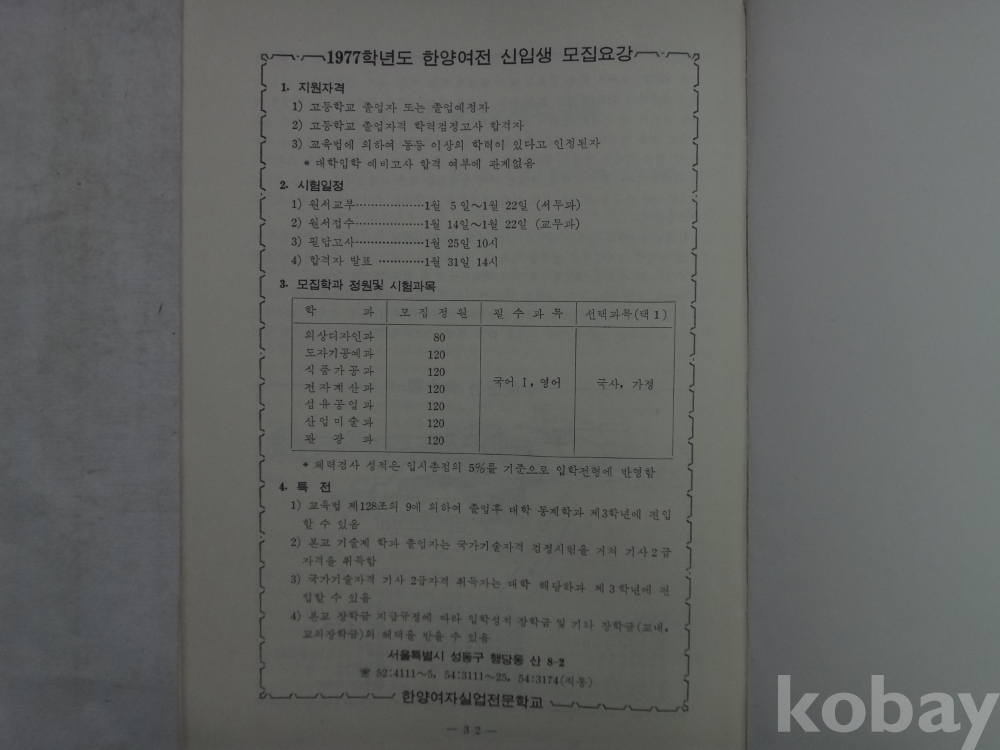 1977학년도 한양여전 신입생 모집요강
1. 지원자격
1) 고등학교 졸업자 또는 졸업예정자
2) 고등학교 졸업자격 학력검정고사 합격자
3) 교육법에 의하여 동등 이상의 학력이 있다고 인정된자
* 대학입학 예비고사 합격 여부에 관계없음
2. 시험일정
1) 원서교부··················1월 5일～1월 22일 (서무과)
2) 원서접수··················1월 14일～1월 22일 (교무과)
3) 필답고사··················1월 25일 10시
4) 합격자 발표 ············1월 31일 14시
3. 모집학과 정원및 시험과목
학 과 모 집 정 원 필 수 과 목 선택과목(택 1)
의상디자인과 80
도자기공예과 120
식품가공과 120
전자계산과 120 국어 Ⅰ, 영어 국사, 가정
섬유공업과 120
산업미술과 120
관 광 과 120
* 체력검사 성적은 입시총점의 5%를 기준으로 입학전형에 반영함
4. 특 전
1) 교육법 제128조의 9에 의하여 졸업후 대학 동계학과 제3학년에 편입
할 수 있음
2) 본교 기술계 학과 졸업자는 국가기술자격 검정시험을 거쳐 기사 2급
자격을 취득함
3) 국가기술자격 기사 2급자격 취득자는 대학 해당하과 제 3 학년에 편
입할 수 있음
4) 본교 장학금 지급규정에 따라 입학성적 장학금 및 기타 장학금(교내,
교외장학금)의 혜택을 받을 수 있음
서울특별시 성동구 행당동 산 8-2
☎ 52:4111～5, 54:3111～25, 54:3174(직통)
한양여자실업전문학교
— 3 2 —
kobay